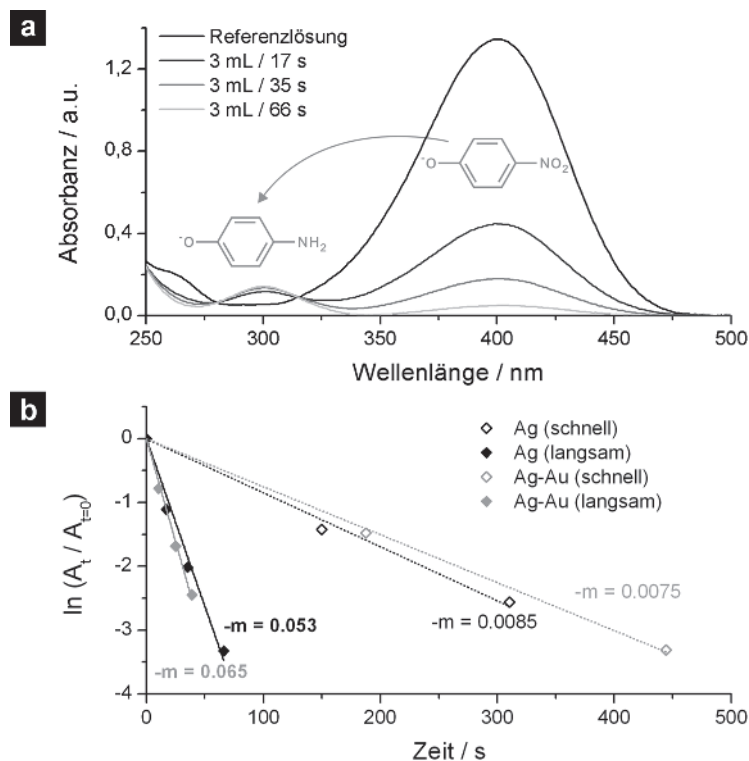 a
Referenzlösung
3 mL / 17 s
3 mL / 35 s
3 mL / 66 s
1,2
0,8
0,4
0,0
Absorbanz / a.u.
⁻O
NO₂
⁻O
NH₂
250
300
350
400
450
500
Wellenlänge / nm
b
Ag (schnell)
Ag (langsam)
Ag-Au (schnell)
Ag-Au (langsam)
0
-1
-2
-3
-4
ln (Aₜ / Aₜ₌₀)
-m = 0.0075
-m = 0.0085
-m = 0.053
-m = 0.065
0
100
200
300
400
500
Zeit / s